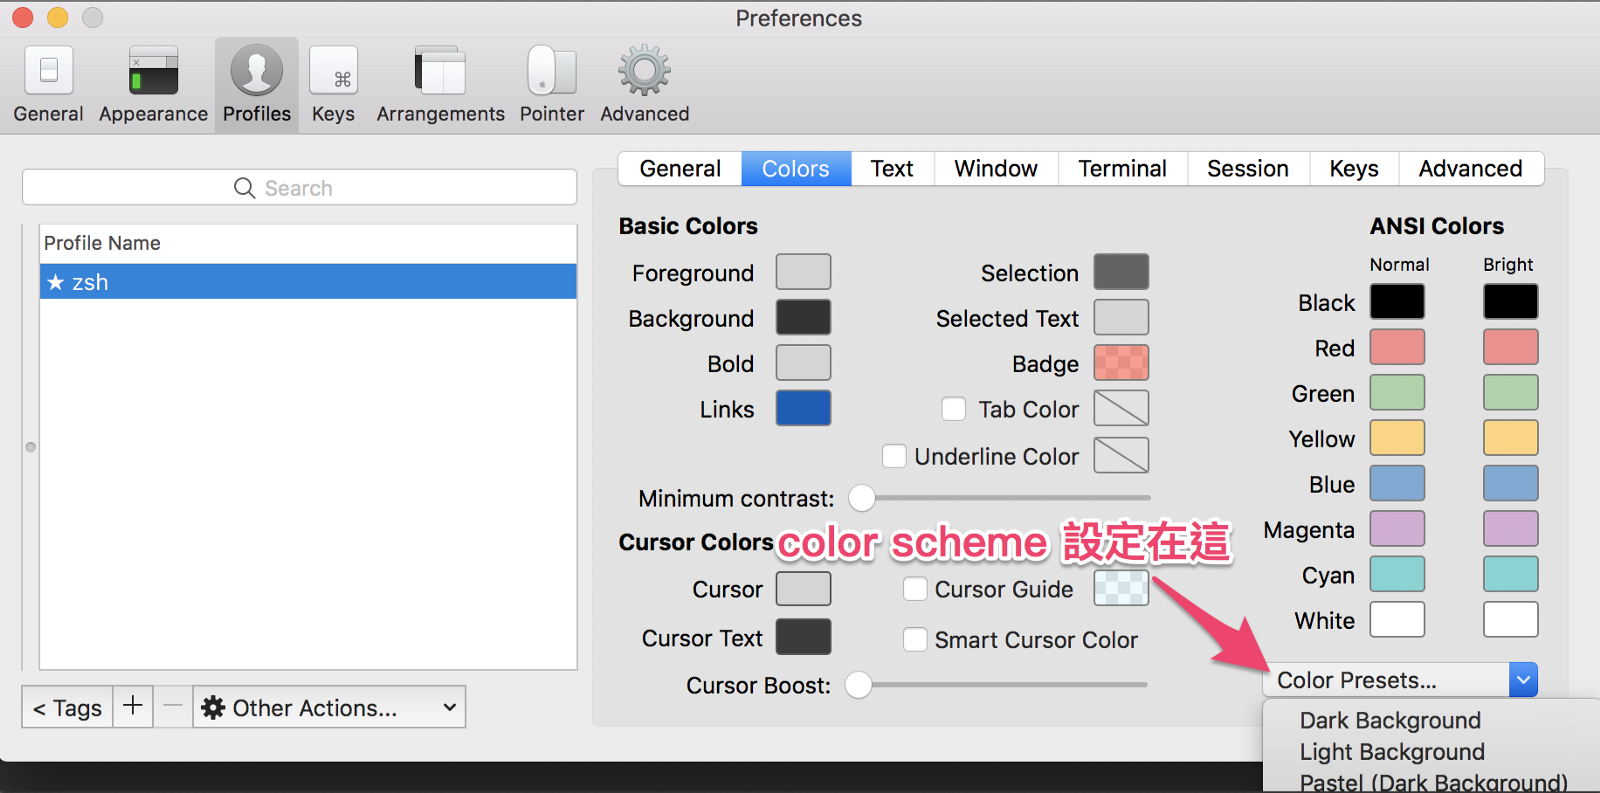 Preferences
General
Appearance
Profiles
Keys
Arrangements
Pointer
Advanced
Search
Profile Name
★ zsh
< Tags
+
−
Other Actions...
General
Colors
Text
Window
Terminal
Session
Keys
Advanced
Basic Colors
Foreground
Background
Bold
Links
Selection
Selected Text
Badge
Tab Color
Underline Color
Minimum contrast:
Cursor Colors
color scheme 設定在這
Cursor
Cursor Text
Cursor Guide
Smart Cursor Color
Cursor Boost:
ANSI Colors
Normal Bright
Black
Red
Green
Yellow
Blue
Magenta
Cyan
White
Color Presets...
Dark Background
Light Background
Pastel (Dark Background)